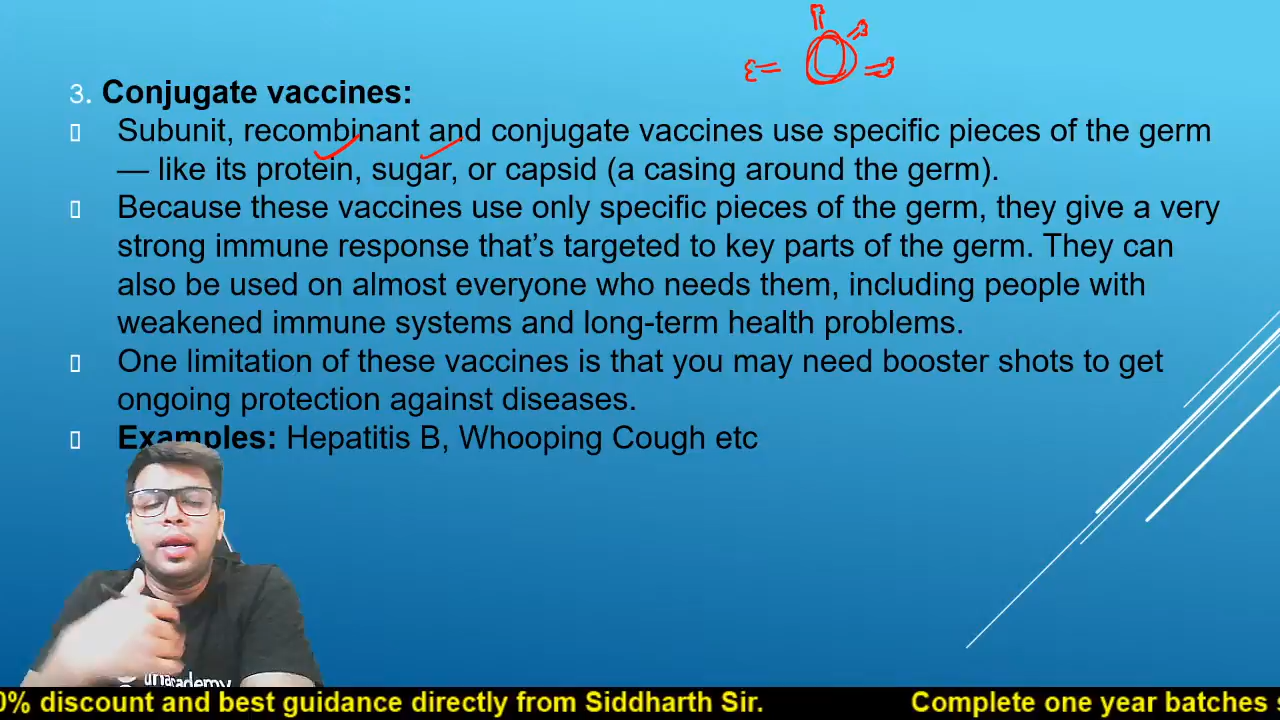 3. Conjugate vaccines:
Subunit, recombinant and conjugate vaccines use specific pieces of the germ
— like its protein, sugar, or capsid (a casing around the germ).
Because these vaccines use only specific pieces of the germ, they give a very
strong immune response that’s targeted to key parts of the germ. They can
also be used on almost everyone who needs them, including people with
weakened immune systems and long-term health problems.
One limitation of these vaccines is that you may need booster shots to get
ongoing protection against diseases.
Examples: Hepatitis B, Whooping Cough etc
unacademy
0% discount and best guidance directly from Siddharth Sir. Complete one year batches